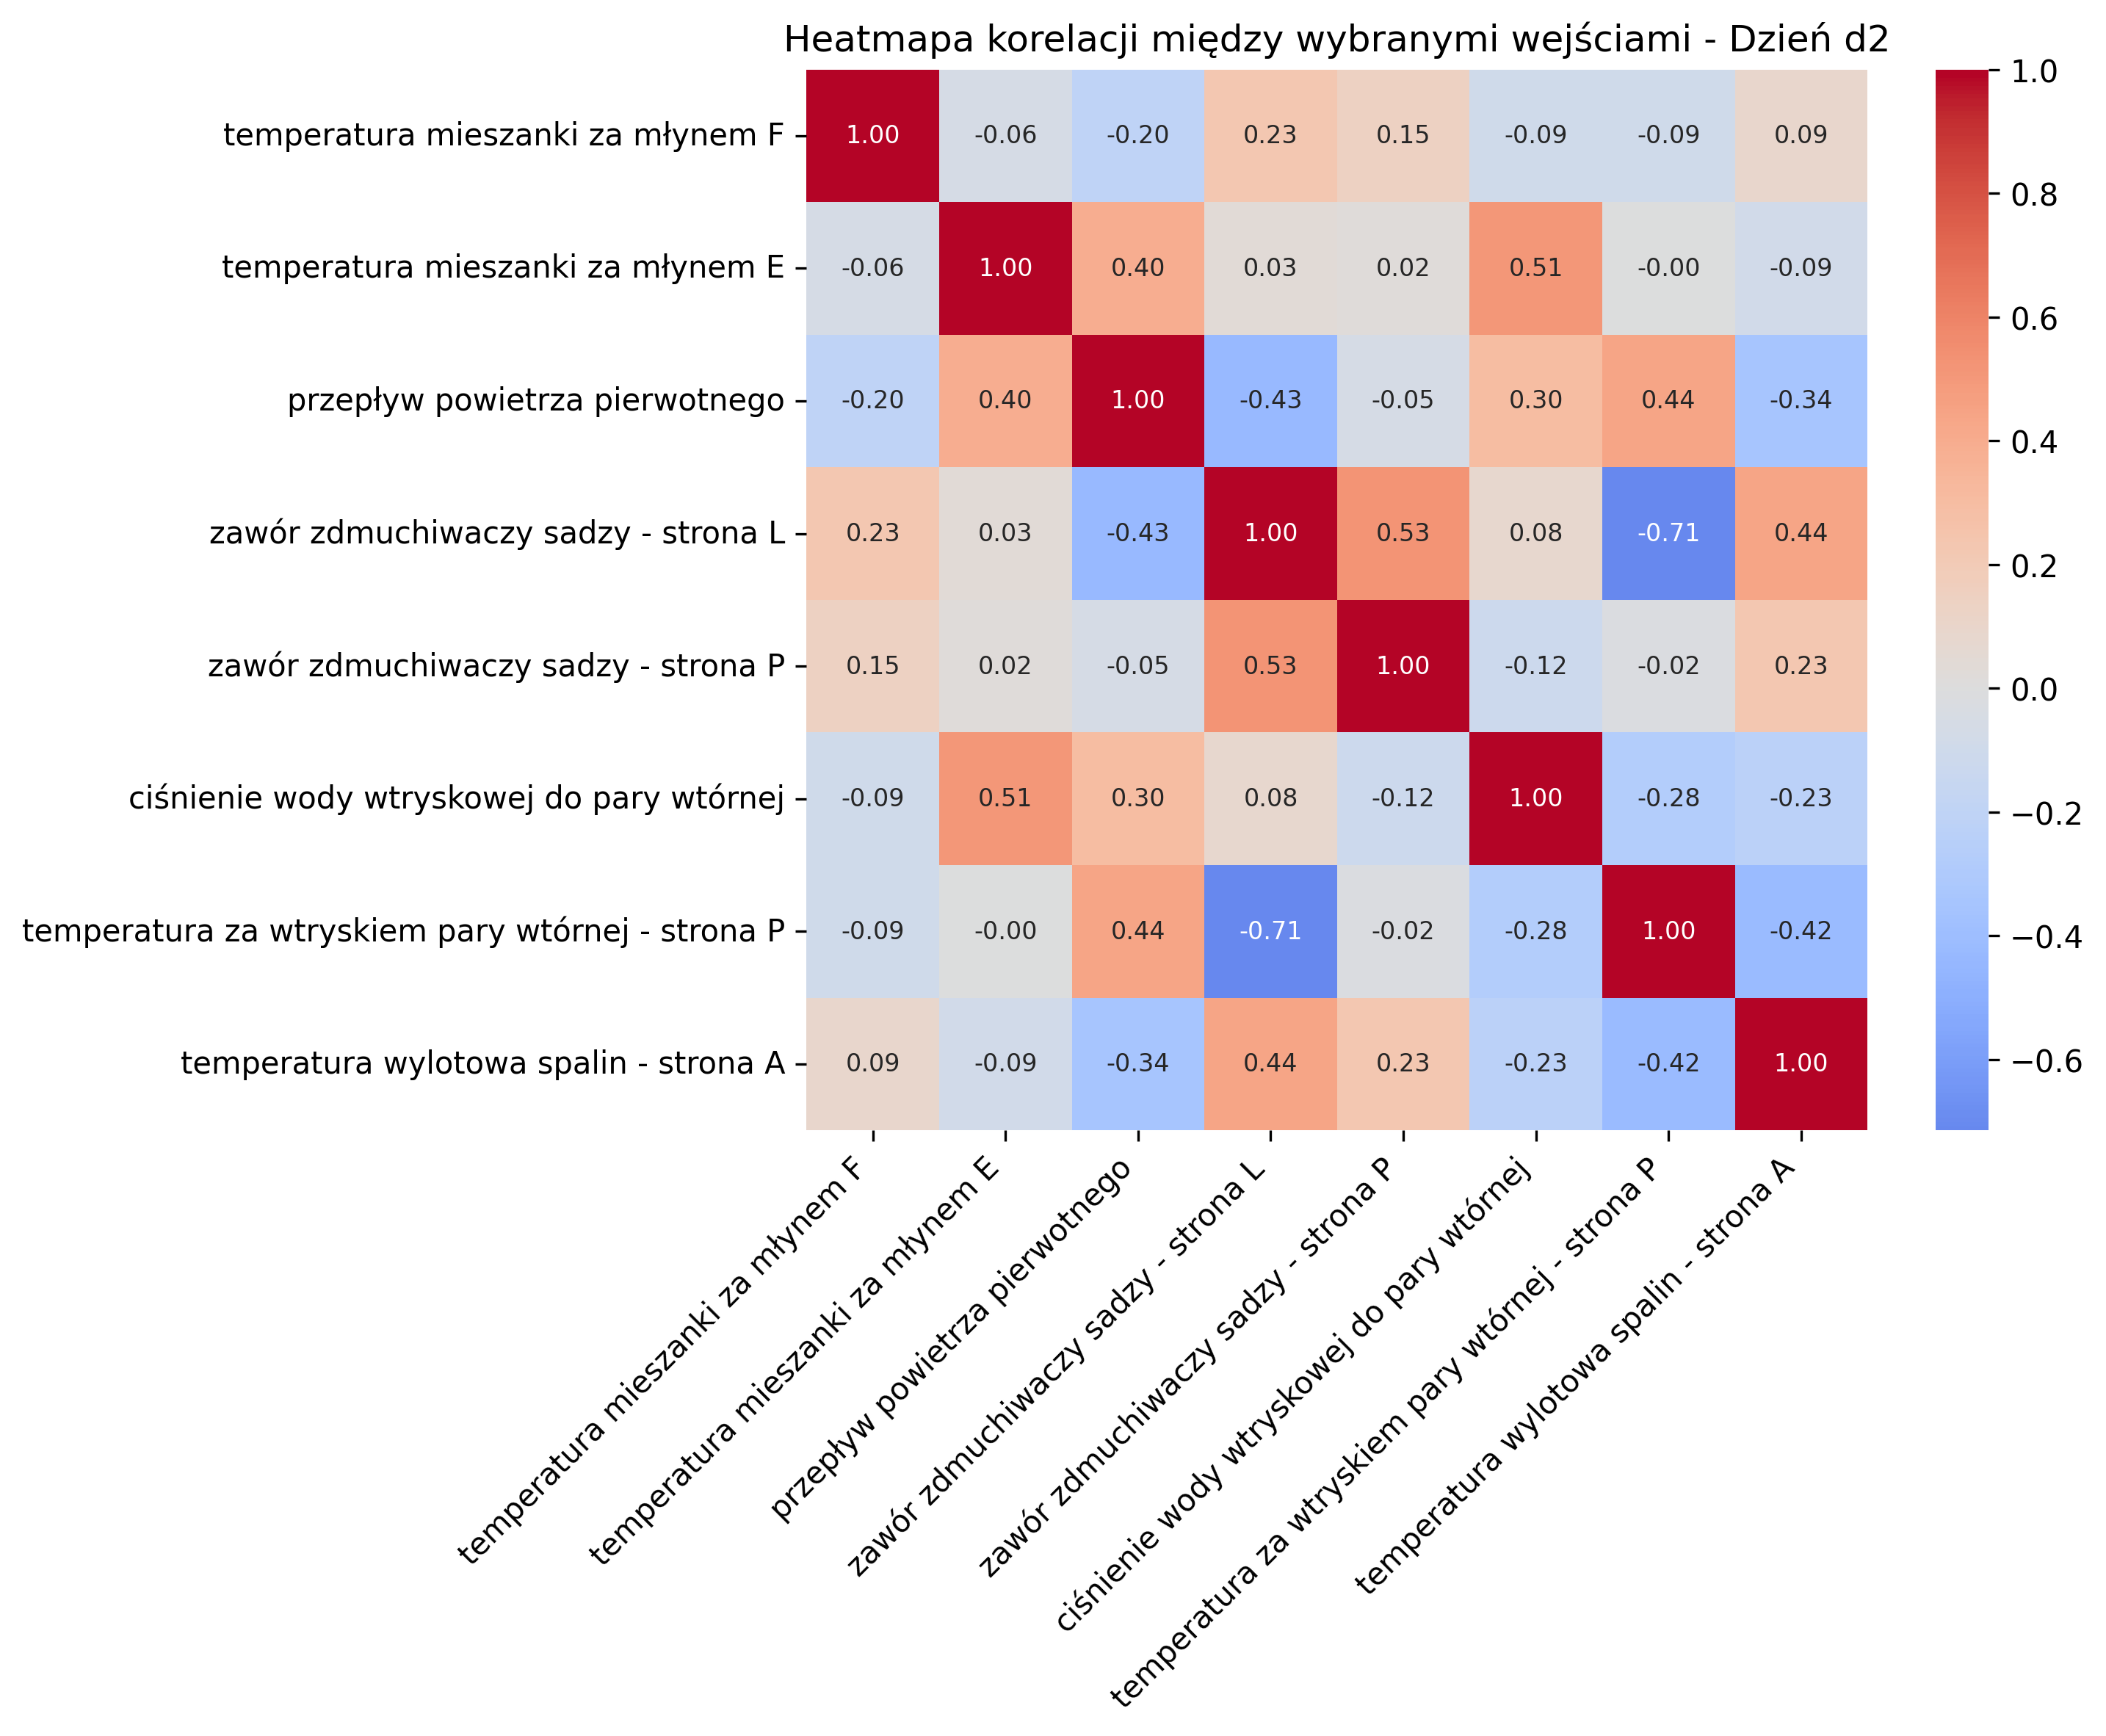 Heatmapa korelacji między wybranymi wejściami - Dzień d2
temperatura mieszanki za młynem F 1.00 -0.06 -0.20 0.23 0.15 -0.09 -0.09 0.09
temperatura mieszanki za młynem E -0.06 1.00 0.40 0.03 0.02 0.51 -0.00 -0.09
przepływ powietrza pierwotnego -0.20 0.40 1.00 -0.43 -0.05 0.30 0.44 -0.34
zawór zdmuchiwaczy sadzy - strona L 0.23 0.03 -0.43 1.00 0.53 0.08 -0.71 0.44
zawór zdmuchiwaczy sadzy - strona P 0.15 0.02 -0.05 0.53 1.00 -0.12 -0.02 0.23
ciśnienie wody wtryskowej do pary wtórnej -0.09 0.51 0.30 0.08 -0.12 1.00 -0.28 -0.23
temperatura za wtryskiem pary wtórnej - strona P -0.09 -0.00 0.44 -0.71 -0.02 -0.28 1.00 -0.42
temperatura wylotowa spalin - strona A 0.09 -0.09 -0.34 0.44 0.23 -0.23 -0.42 1.00
temperatura mieszanki za młynem F
temperatura mieszanki za młynem E
przepływ powietrza pierwotnego
zawór zdmuchiwaczy sadzy - strona L
zawór zdmuchiwaczy sadzy - strona P
ciśnienie wody wtryskowej do pary wtórnej
temperatura za wtryskiem pary wtórnej - strona P
temperatura wylotowa spalin - strona A
1.0
0.8
0.6
0.4
0.2
0.0
−0.2
−0.4
−0.6